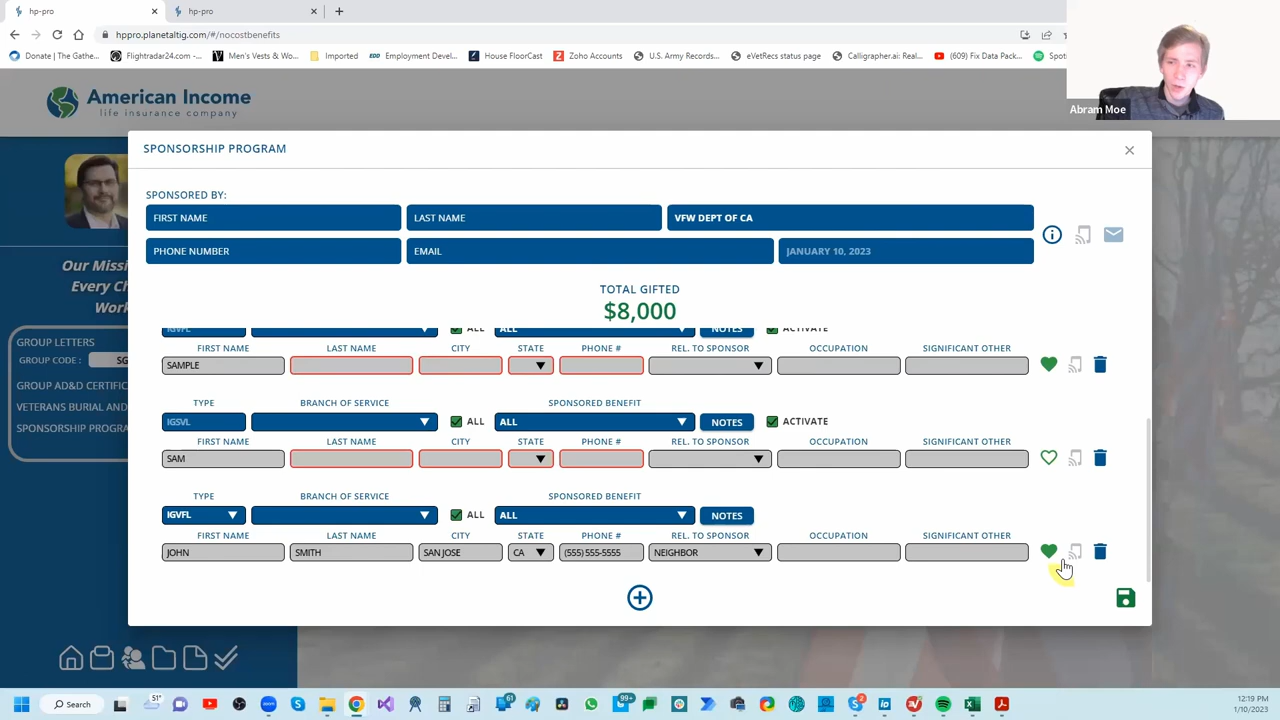 hp-pro
hp-pro
hppro.planetaltig.com/#/nocostbenefits
Donate | The Gathe...
Flightradar24.com -...
Men's Vests & Wo...
Imported
EDD
Employment Devel...
House FloorCast
Zoho Accounts
U.S. Army Records...
eVetRecs status page
Calligrapher.ai: Real...
(609) Fix Data Pack...
Spoti
American Income
life insurance company
Abram Moe
SPONSORSHIP PROGRAM
SPONSORED BY:
FIRST NAME
LAST NAME
VFW DEPT OF CA
PHONE NUMBER
EMAIL
JANUARY 10, 2023
Our Missi
Every Ch
Work
TOTAL GIFTED
$8,000
GROUP LETTERS
GROUP CODE :
SG
GROUP AD&D CERTIFIC
VETERANS BURIAL AND
SPONSORSHIP PROGRA
IGVFL
ALL
ALL
NOTES
ACTIVATE
FIRST NAME
LAST NAME
CITY
STATE
PHONE #
REL. TO SPONSOR
OCCUPATION
SIGNIFICANT OTHER
SAMPLE
TYPE
BRANCH OF SERVICE
SPONSORED BENEFIT
IGSVL
ALL
ALL
NOTES
ACTIVATE
FIRST NAME
LAST NAME
CITY
STATE
PHONE #
REL. TO SPONSOR
OCCUPATION
SIGNIFICANT OTHER
SAM
TYPE
BRANCH OF SERVICE
SPONSORED BENEFIT
IGVFL
ALL
ALL
NOTES
FIRST NAME
LAST NAME
CITY
STATE
PHONE #
REL. TO SPONSOR
OCCUPATION
SIGNIFICANT OTHER
JOHN
SMITH
SAN JOSE
CA
(555) 555-5555
NEIGHBOR
Search
51°
61
99+
2
12:19 PM
1/10/2023